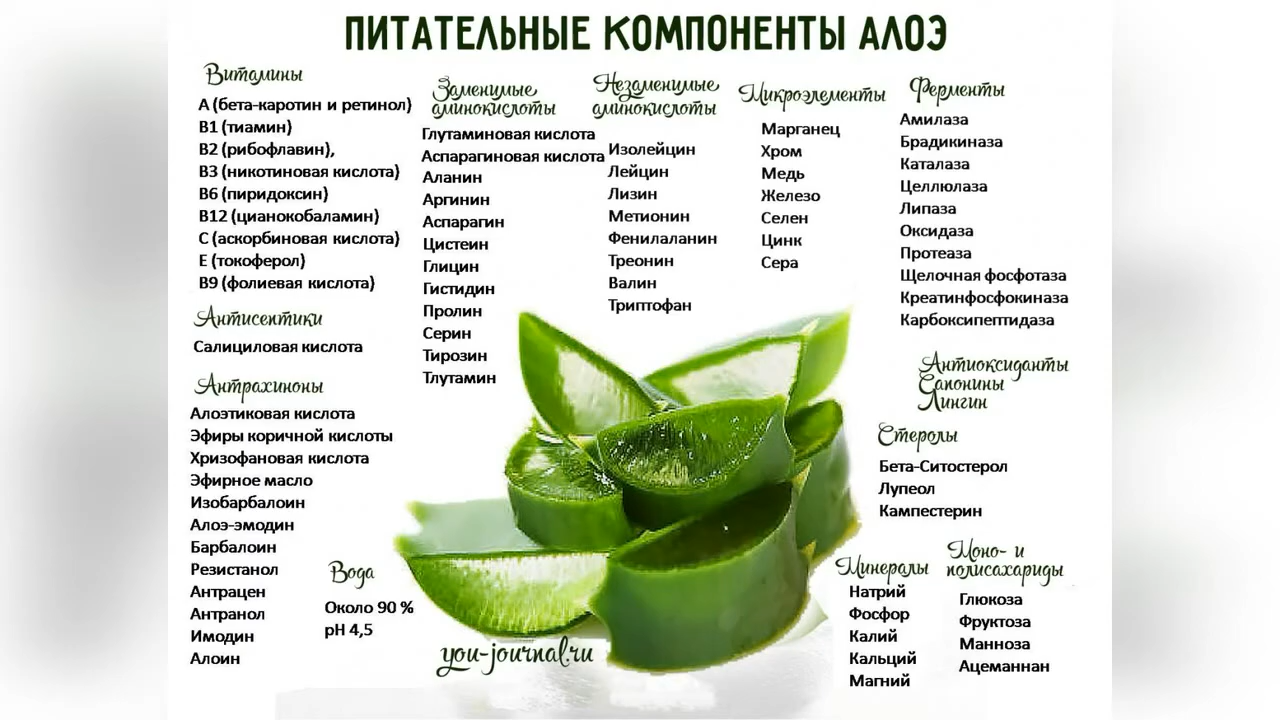 ПИТАТЕЛЬНЫЕ КОМПОНЕНТЫ АЛОЭ
Витамины
А (бета-каротин и ретинол)
В1 (тиамин)
В2 (рибофлавин),
В3 (никотиновая кислота)
В6 (пиридоксин)
В12 (цианокобаламин)
С (аскорбиновая кислота)
Е (токоферол)
В9 (фолиевая кислота)
Антисептики
Салициловая кислота
Антрахиноны
Алоэтиковая кислота
Эфиры коричной кислоты
Хризофановая кислота
Эфирное масло
Изобарбалоин
Алоэ-эмодин
Барбалоин
Резистанол
Антрацен
Антранол
Имодин
Алоин
Вода
Около 90 %
рН 4,5
Заменимые
аминокислоты
Глутаминовая кислота
Аспарагиновая кислота
Аланин
Аргинин
Аспарагин
Цистеин
Глицин
Гистидин
Пролин
Серин
Тирозин
Тлутамин
Незаменимые
аминокислоты
Изолейцин
Лейцин
Лизин
Метионин
Фенилаланин
Треонин
Валин
Триптофан
Микроэлементы
Марганец
Хром
Медь
Железо
Селен
Цинк
Сера
Ферменты
Амилаза
Брадикиназа
Каталаза
Целлюлаза
Липаза
Оксидаза
Протеаза
Щелочная фосфотаза
Креатинфосфокиназа
Карбоксипептидаза
Антиоксиданты
Сапонины
Лингин
Стеролы
Бета-Ситостерол
Лупеол
Кампестерин
Минералы
Натрий
Фосфор
Калий
Кальций
Магний
Моно- и
полисахариды
Глюкоза
Фруктоза
Манноза
Ацеманнан
you-journal.ru